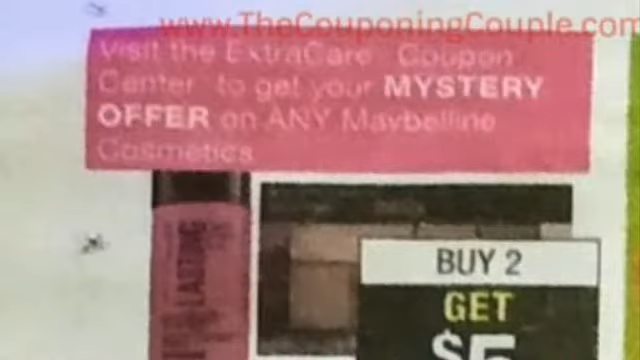 www.TheCouponingCouple.com
Visit the ExtraCare Coupon
Center to get your MYSTERY
OFFER on ANY Maybelline
Cosmetics
LASTING
BUY 2
GET
$5